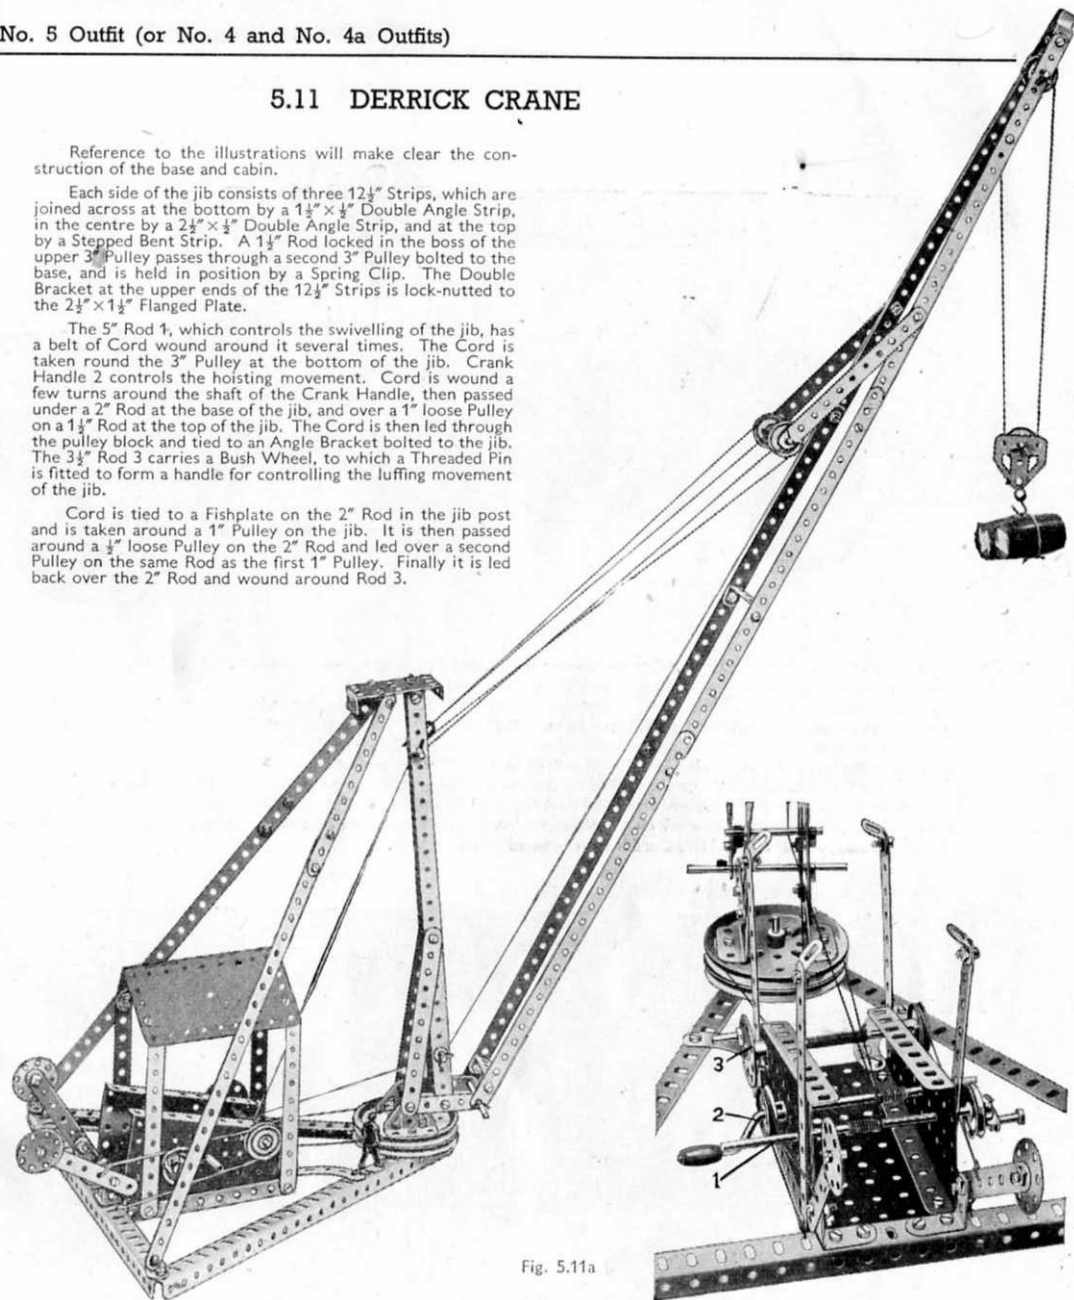 No. 5 Outfit (or No. 4 and No. 4a Outfits)
5.11 DERRICK CRANE
Reference to the illustrations will make clear the con-
struction of the base and cabin.
Each side of the jib consists of three 12½″ Strips, which are
joined across at the bottom by a 1½″×½″ Double Angle Strip,
in the centre by a 2½″×½″ Double Angle Strip, and at the top
by a Stepped Bent Strip. A 1½″ Rod locked in the boss of the
upper 3″ Pulley passes through a second 3″ Pulley bolted to the
base, and is held in position by a Spring Clip. The Double
Bracket at the upper ends of the 12½″ Strips is lock-nutted to
the 2½″×1½″ Flanged Plate.
The 5″ Rod 1, which controls the swivelling of the jib, has
a belt of Cord wound around it several times. The Cord is
taken round the 3″ Pulley at the bottom of the jib. Crank
Handle 2 controls the hoisting movement. Cord is wound a
few turns around the shaft of the Crank Handle, then passed
under a 2″ Rod at the base of the jib, and over a 1″ loose Pulley
on a 1½″ Rod at the top of the jib. The Cord is then led through
the pulley block and tied to an Angle Bracket bolted to the jib.
The 3½″ Rod 3 carries a Bush Wheel, to which a Threaded Pin
is fitted to form a handle for controlling the luffing movement
of the jib.
Cord is tied to a Fishplate on the 2″ Rod in the jib post
and is taken around a 1″ Pulley on the jib. It is then passed
around a ½″ loose Pulley on the 2″ Rod and led over a second
Pulley on the same Rod as the first 1″ Pulley. Finally it is led
back over the 2″ Rod and wound around Rod 3.
3
2
1
Fig. 5.11a